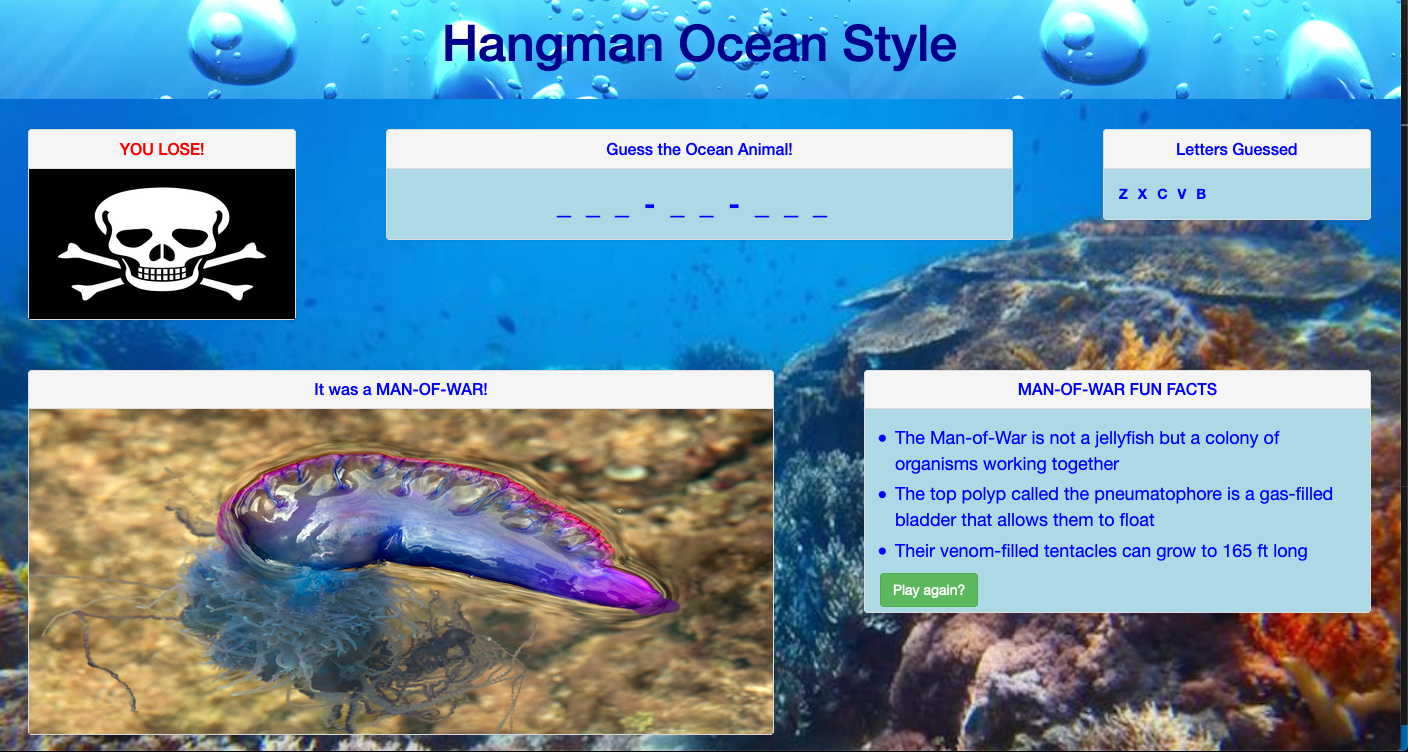 Hangman Ocean Style
YOU LOSE!
Guess the Ocean Animal!
_ _ _ - _ _ - _ _ _
Letters Guessed
Z X C V B
It was a MAN-OF-WAR!
MAN-OF-WAR FUN FACTS
• The Man-of-War is not a jellyfish but a colony of
organisms working together
• The top polyp called the pneumatophore is a gas-filled
bladder that allows them to float
• Their venom-filled tentacles can grow to 165 ft long
Play again?